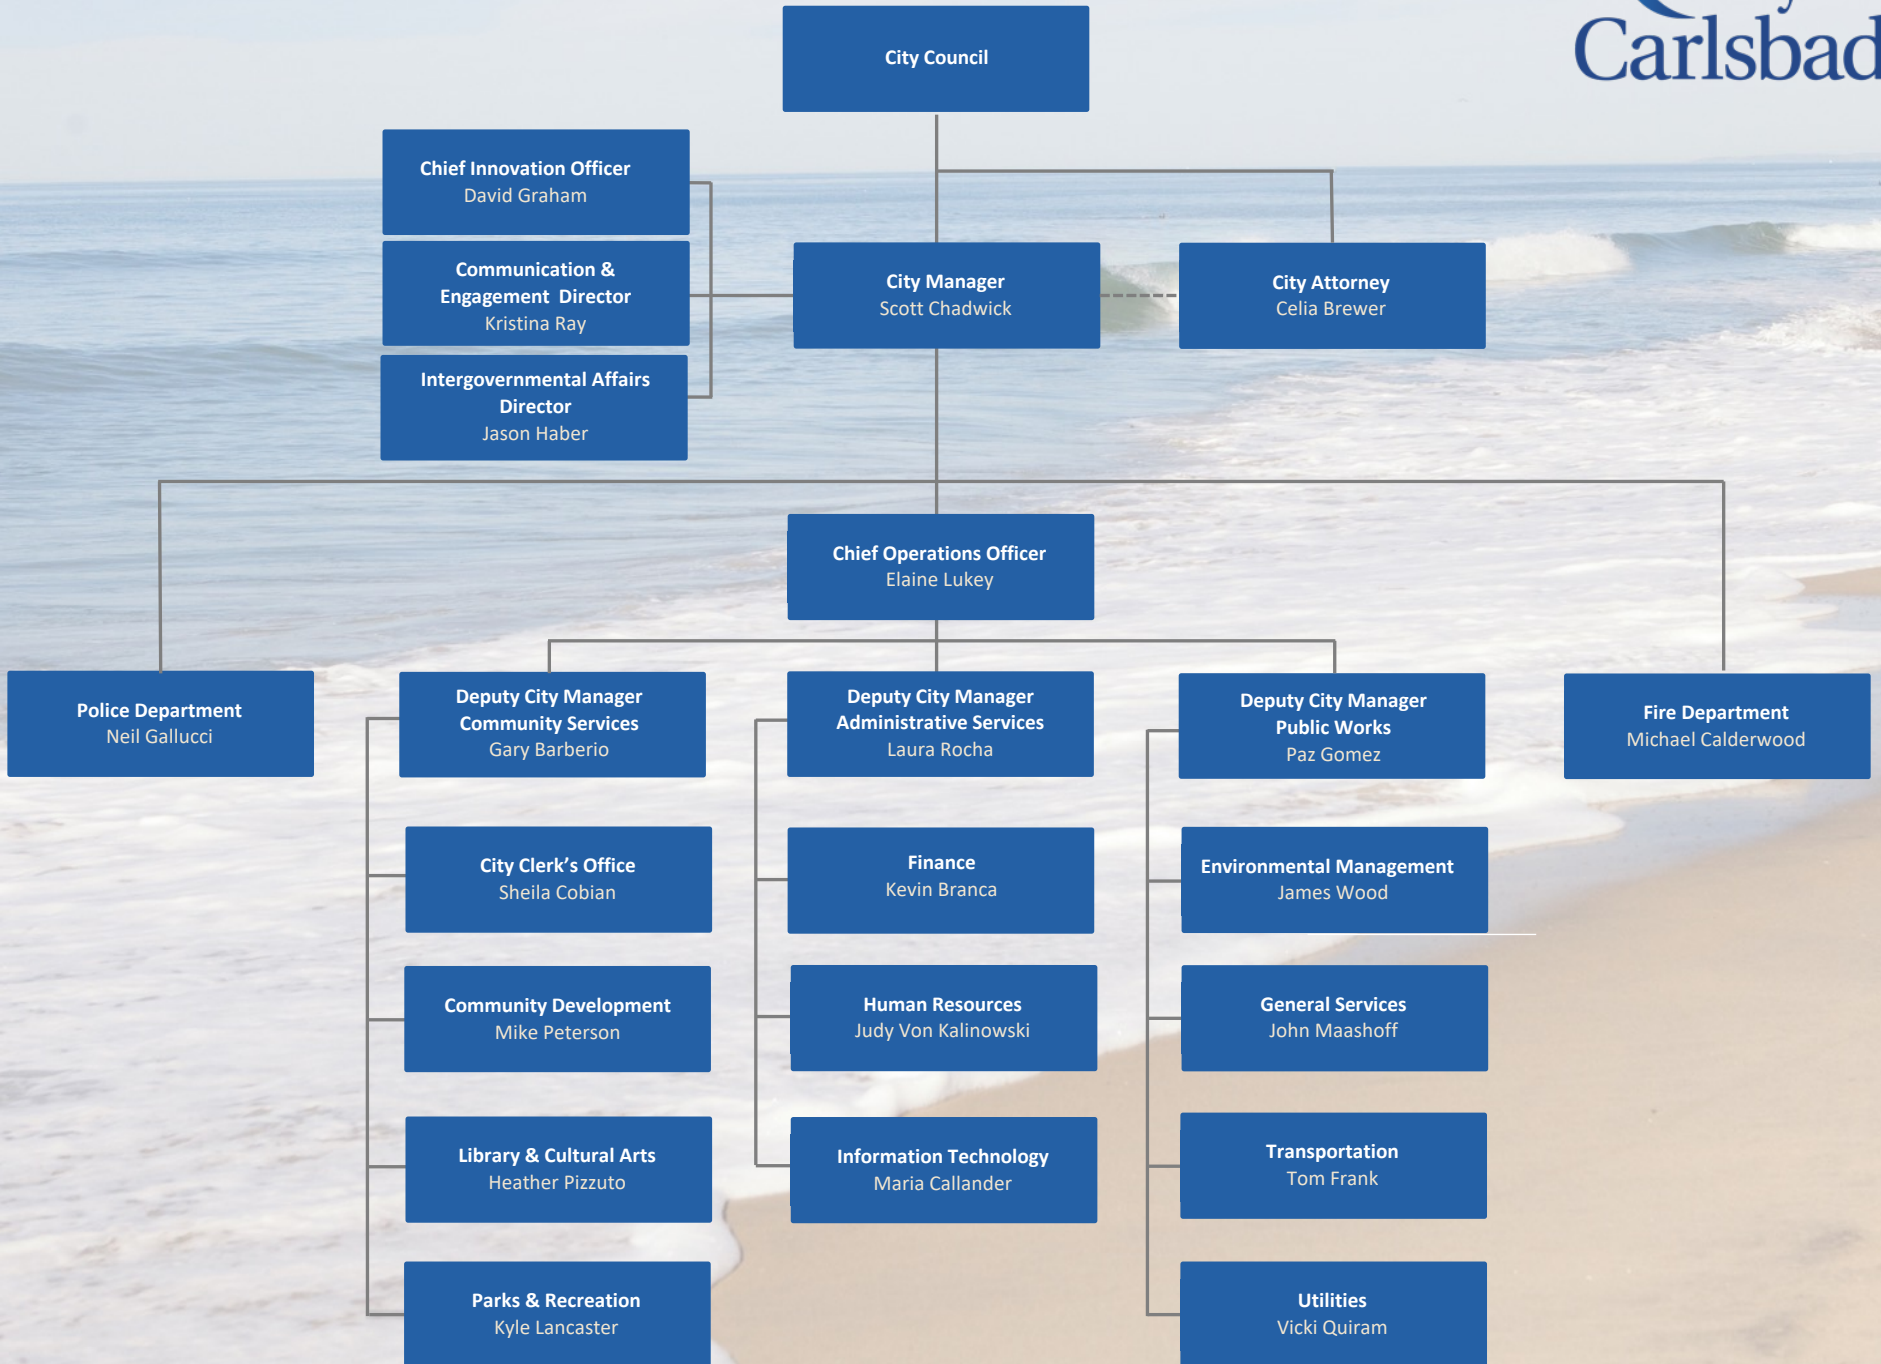 City Council
Carlsbad
Chief Innovation Officer
David Graham
Communication &
Engagement Director
Kristina Ray
Intergovernmental Affairs
Director
Jason Haber
City Manager
Scott Chadwick
City Attorney
Celia Brewer
Chief Operations Officer
Elaine Lukey
Police Department
Neil Gallucci
Deputy City Manager
Community Services
Gary Barberio
Deputy City Manager
Administrative Services
Laura Rocha
Deputy City Manager
Public Works
Paz Gomez
Fire Department
Michael Calderwood
City Clerk’s Office
Sheila Cobian
Finance
Kevin Branca
Environmental Management
James Wood
Community Development
Mike Peterson
Human Resources
Judy Von Kalinowski
General Services
John Maashoff
Library & Cultural Arts
Heather Pizzuto
Information Technology
Maria Callander
Transportation
Tom Frank
Parks & Recreation
Kyle Lancaster
Utilities
Vicki Quiram